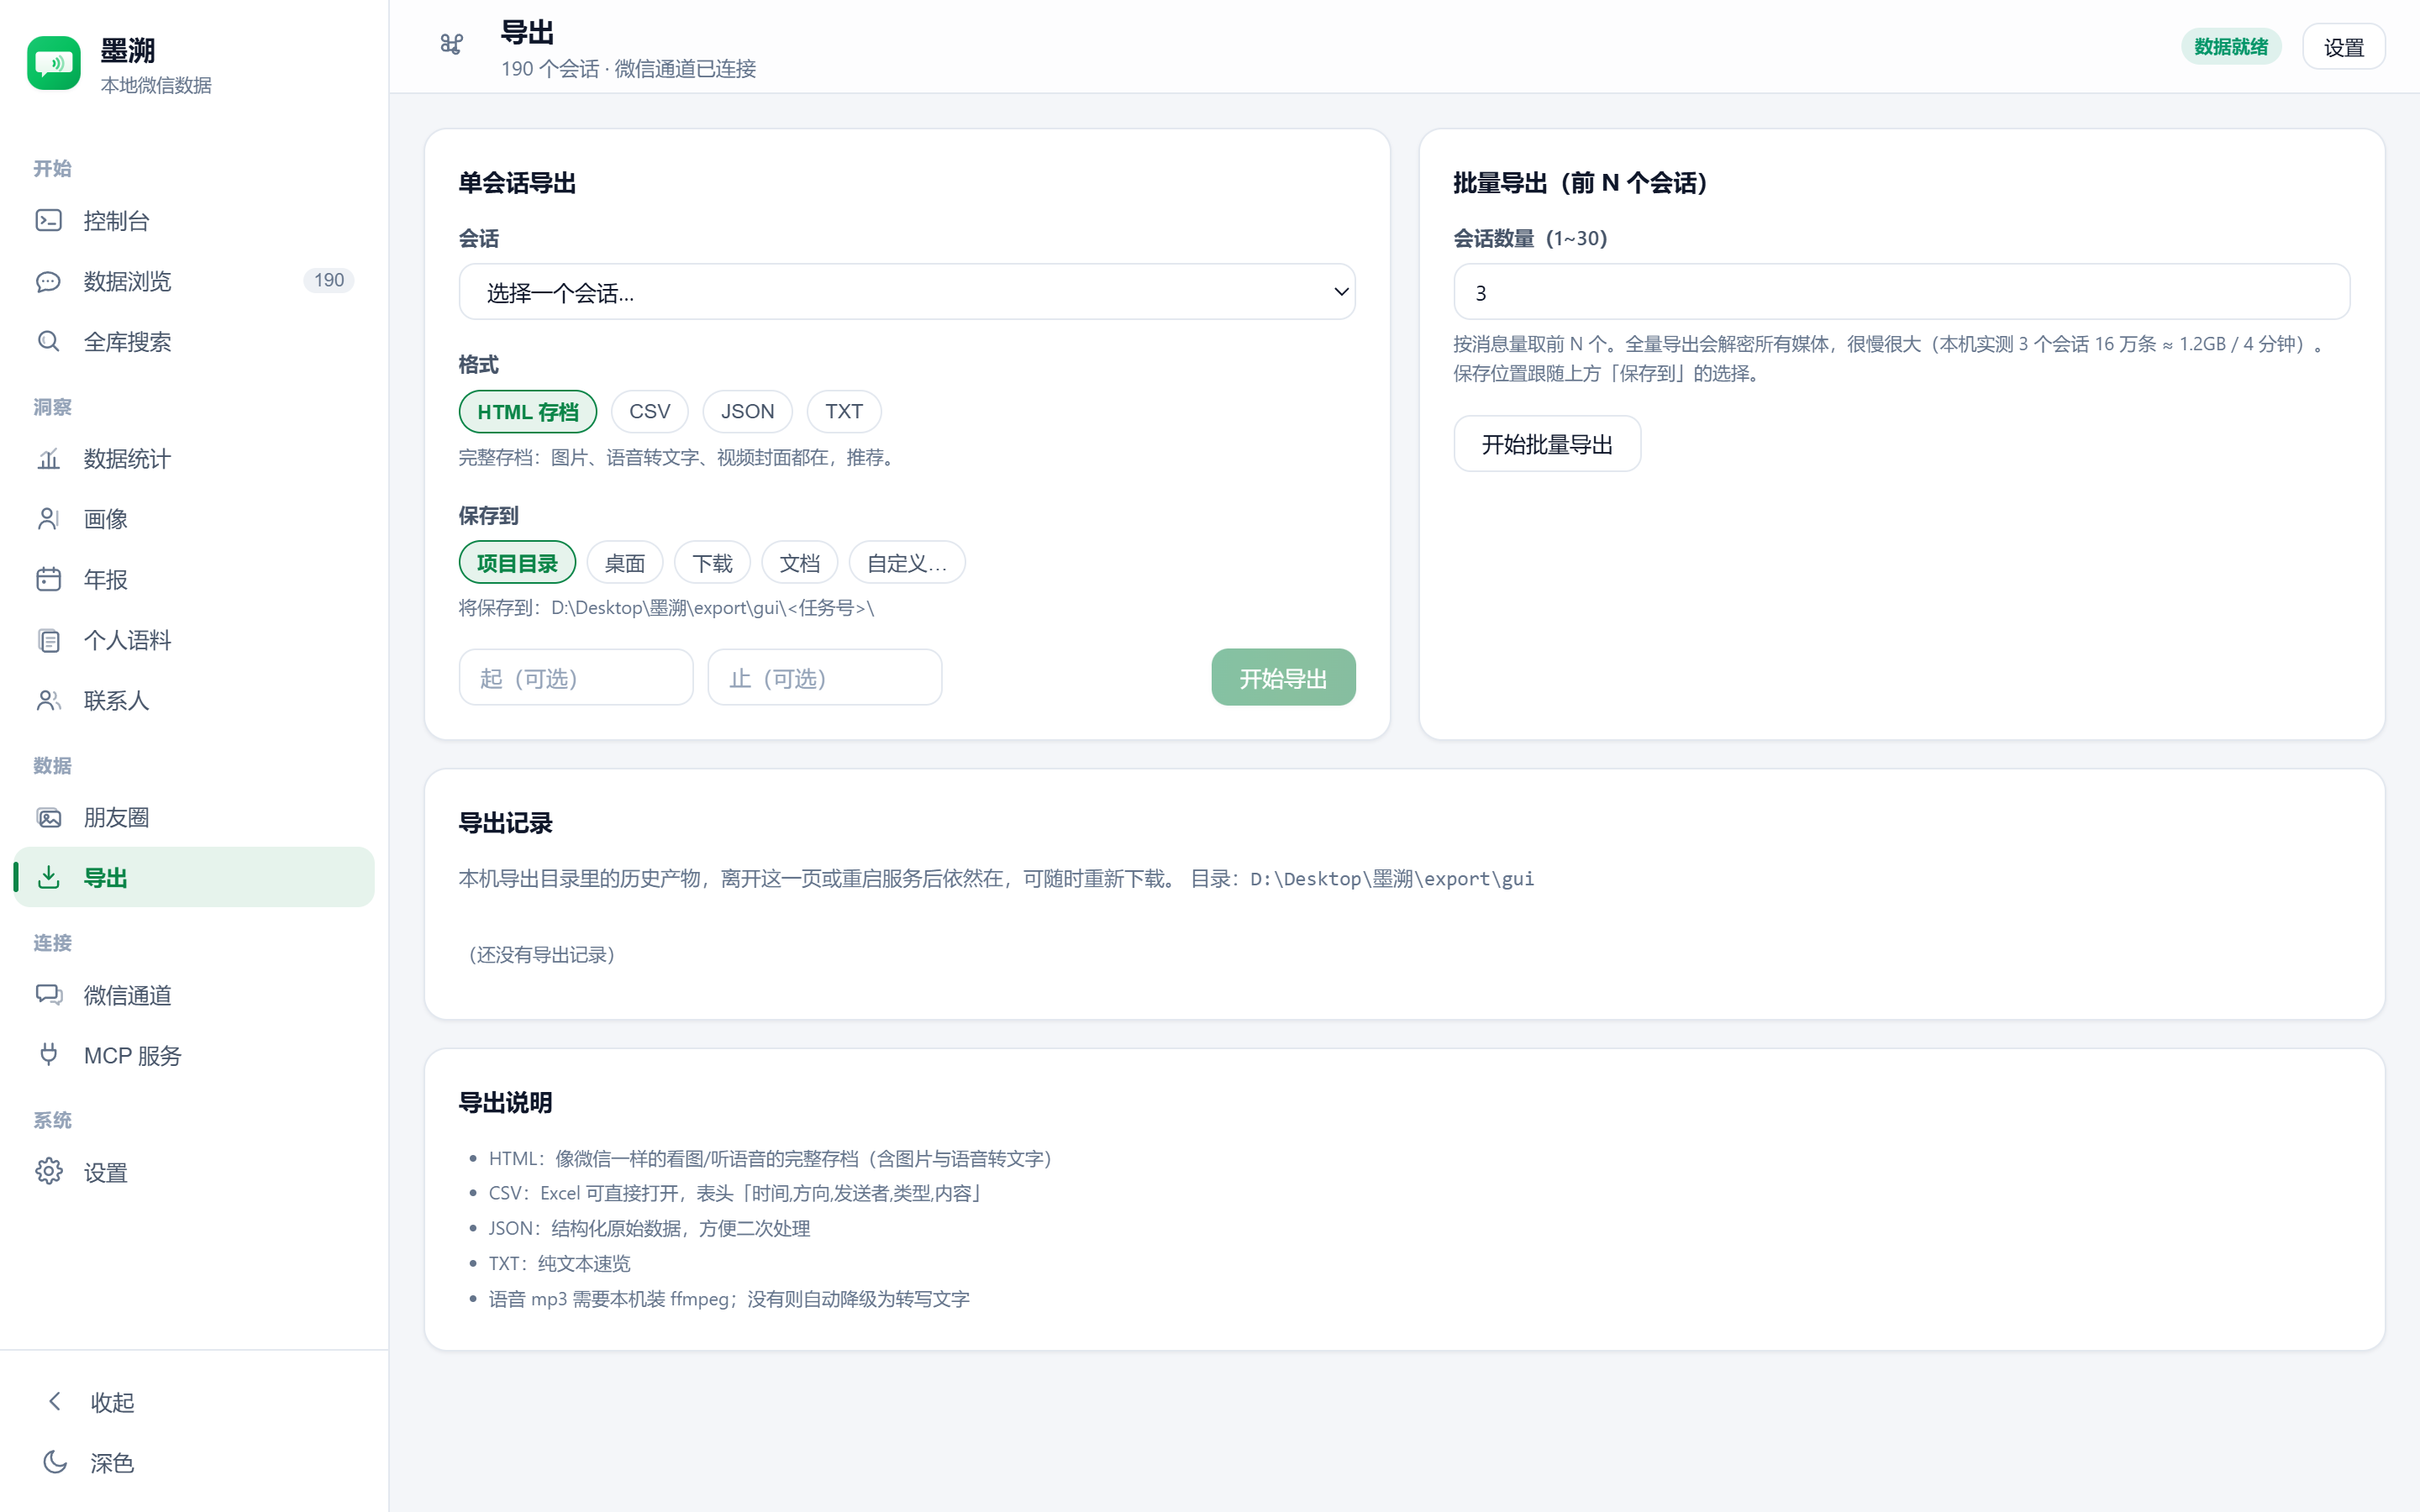 墨溯
本地微信数据
开始
控制台
数据浏览 190
全库搜索
洞察
数据统计
画像
年报
个人语料
联系人
数据
朋友圈
导出
连接
微信通道
MCP 服务
系统
设置
收起
深色
导出
190 个会话 · 微信通道已连接
数据就绪 设置
单会话导出
会话
选择一个会话...
格式
HTML 存档 CSV JSON TXT
完整存档：图片、语音转文字、视频封面都在，推荐。
保存到
项目目录 桌面 下载 文档 自定义…
将保存到：D:\Desktop\墨溯\export\gui\<任务号>\
起（可选） 止（可选） 开始导出
批量导出（前 N 个会话）
会话数量（1~30）
3
按消息量取前 N 个。全量导出会解密所有媒体，很慢很大（本机实测 3 个会话 16 万条 ≈ 1.2GB / 4 分钟）。
保存位置跟随上方「保存到」的选择。
开始批量导出
导出记录
本机导出目录里的历史产物，离开这一页或重启服务后依然在，可随时重新下载。 目录：D:\Desktop\墨溯\export\gui
（还没有导出记录）
导出说明
• HTML：像微信一样的看图/听语音的完整存档（含图片与语音转文字）
• CSV：Excel 可直接打开，表头「时间,方向,发送者,类型,内容」
• JSON：结构化原始数据，方便二次处理
• TXT：纯文本速览
• 语音 mp3 需要本机装 ffmpeg；没有则自动降级为转写文字